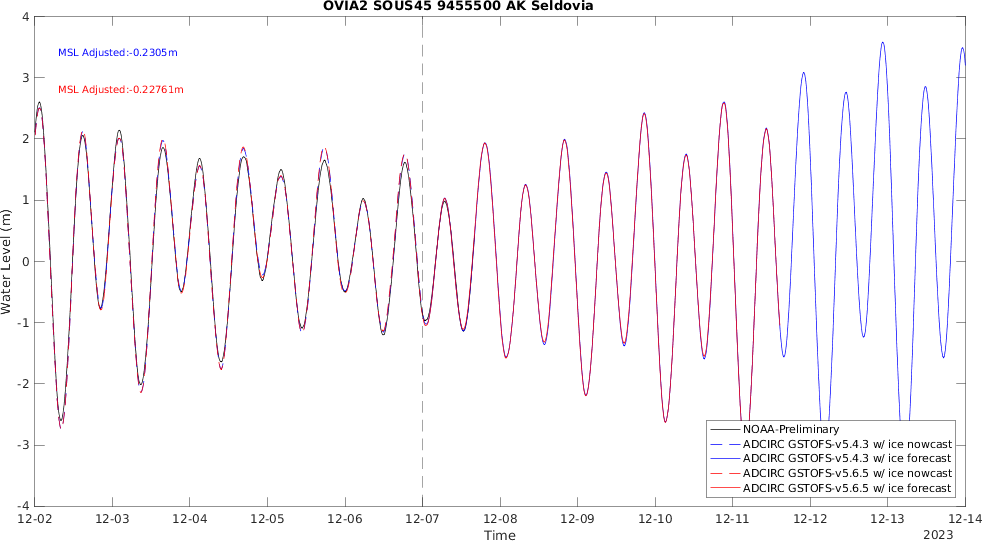 OVIA2 SOUS45 9455500 AK Seldovia
MSL Adjusted:-0.2305m
MSL Adjusted:-0.22761m
4
3
2
1
0
-1
-2
-3
-4
Water Level (m)
NOAA-Preliminary
ADCIRC GSTOFS-v5.4.3 w/ ice nowcast
ADCIRC GSTOFS-v5.4.3 w/ ice forecast
ADCIRC GSTOFS-v5.6.5 w/ ice nowcast
ADCIRC GSTOFS-v5.6.5 w/ ice forecast
12-02 12-03 12-04 12-05 12-06 12-07 12-08 12-09 12-10 12-11 12-12 12-13 12-14
Time
2023